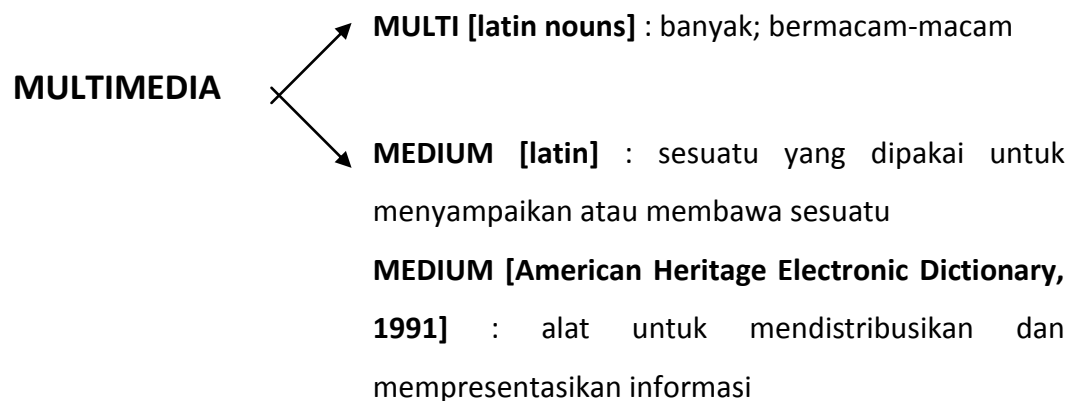 MULTI [latin nouns] : banyak; bermacam-macam
MULTIMEDIA
MEDIUM [latin] : sesuatu yang dipakai untuk
menyampaikan atau membawa sesuatu
MEDIUM [American Heritage Electronic Dictionary,
1991] : alat untuk mendistribusikan dan
mempresentasikan informasi